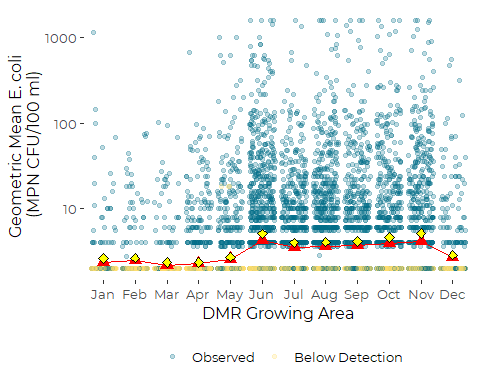 Geometric Mean E. coli
(MPN CFU/100 ml)
1000
100
10
Jan Feb Mar Apr May Jun Jul Aug Sep Oct Nov Dec
DMR Growing Area
Observed Below Detection